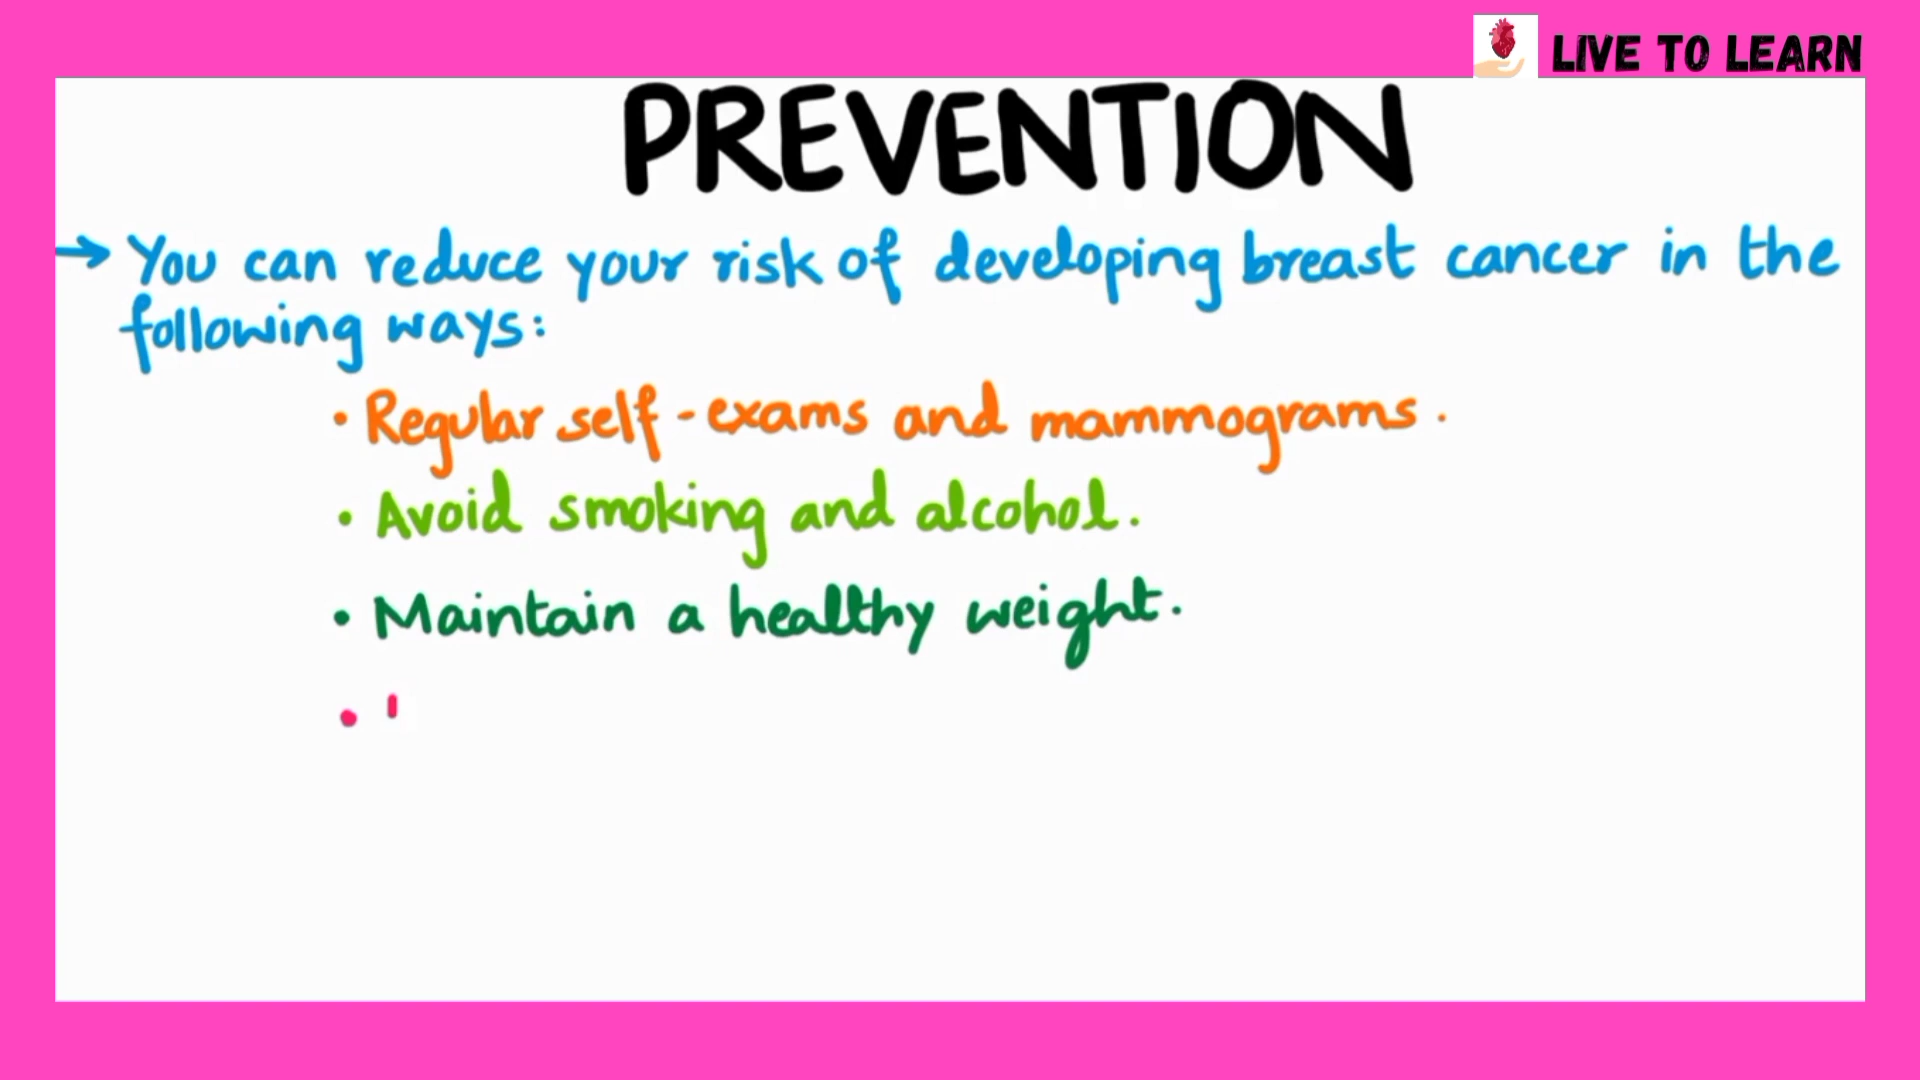 LIVE TO LEARN
PREVENTION
→ You can reduce your risk of developing breast cancer in the
following ways:
• Regular self-exams and mammograms.
• Avoid smoking and alcohol.
• Maintain a healthy weight.
•